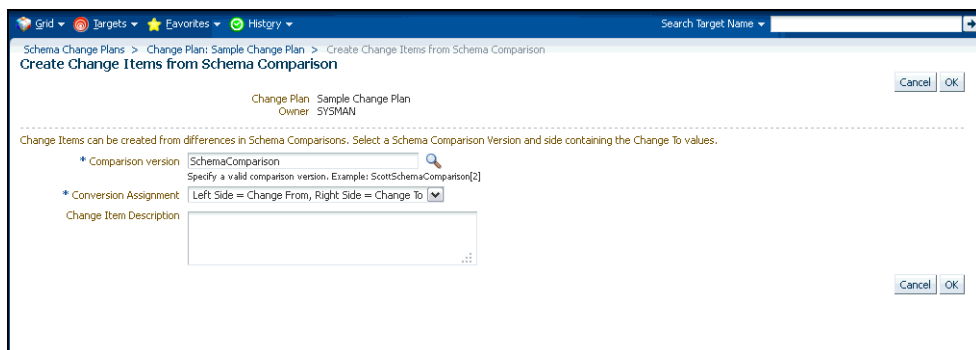 Grid Targets Favorites History Search Target Name
Schema Change Plans > Change Plan: Sample Change Plan > Create Change Items from Schema Comparison
Create Change Items from Schema Comparison
Cancel OK
Change Plan Sample Change Plan
Owner SYSMAN
Change Items can be created from differences in Schema Comparisons. Select a Schema Comparison Version and side containing the Change To values.
* Comparison version SchemaComparison
Specify a valid comparison version. Example: ScottSchemaComparison[2]
* Conversion Assignment Left Side = Change From, Right Side = Change To
Change Item Description
Cancel OK